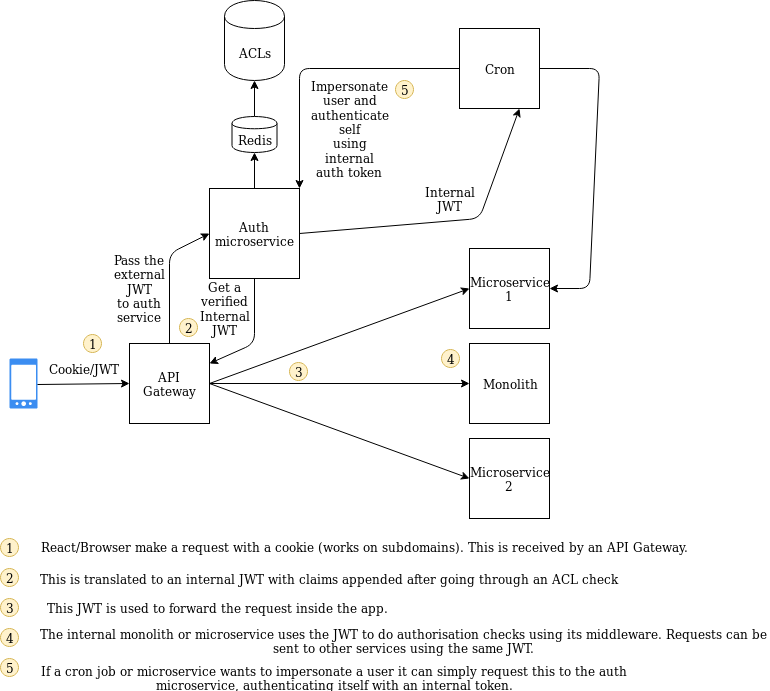 ACLs
Redis
Cron
5
Impersonate
user and
authenticate
self
using
internal
auth token
Internal
JWT
Auth
microservice
Pass the
external
JWT
to auth
service
Get a
verified
Internal
JWT
2
1
Cookie/JWT
API
Gateway
3
4
Microservice
1
Monolith
Microservice
2
1 React/Browser make a request with a cookie (works on subdomains). This is received by an API Gateway.
2 This is translated to an internal JWT with claims appended after going through an ACL check
3 This JWT is used to forward the request inside the app.
4 The internal monolith or microservice uses the JWT to do authorisation checks using its middleware. Requests can be
sent to other services using the same JWT.
5 If a cron job or microservice wants to impersonate a user it can simply request this to the auth
microservice, authenticating itself with an internal token.